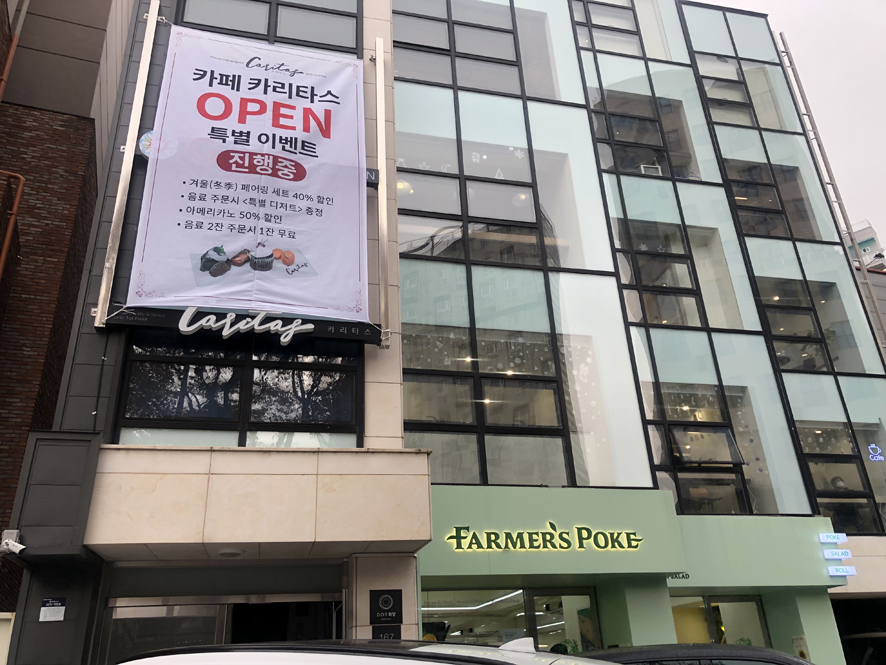 Caritas
카페 카리타스
OPEN
특별 이벤트
진행중
• 겨울(冬季) 페어링 세트 40% 할인
• 음료 주문시 <특별 디저트> 증정
• 아메리카노 50% 할인
• 음료 2잔 주문시 1잔 무료
Caritas
Caritas
카리타스
Cafe
FARMER'S POKE
POKE
SALAD
ROLL
SALAD
167